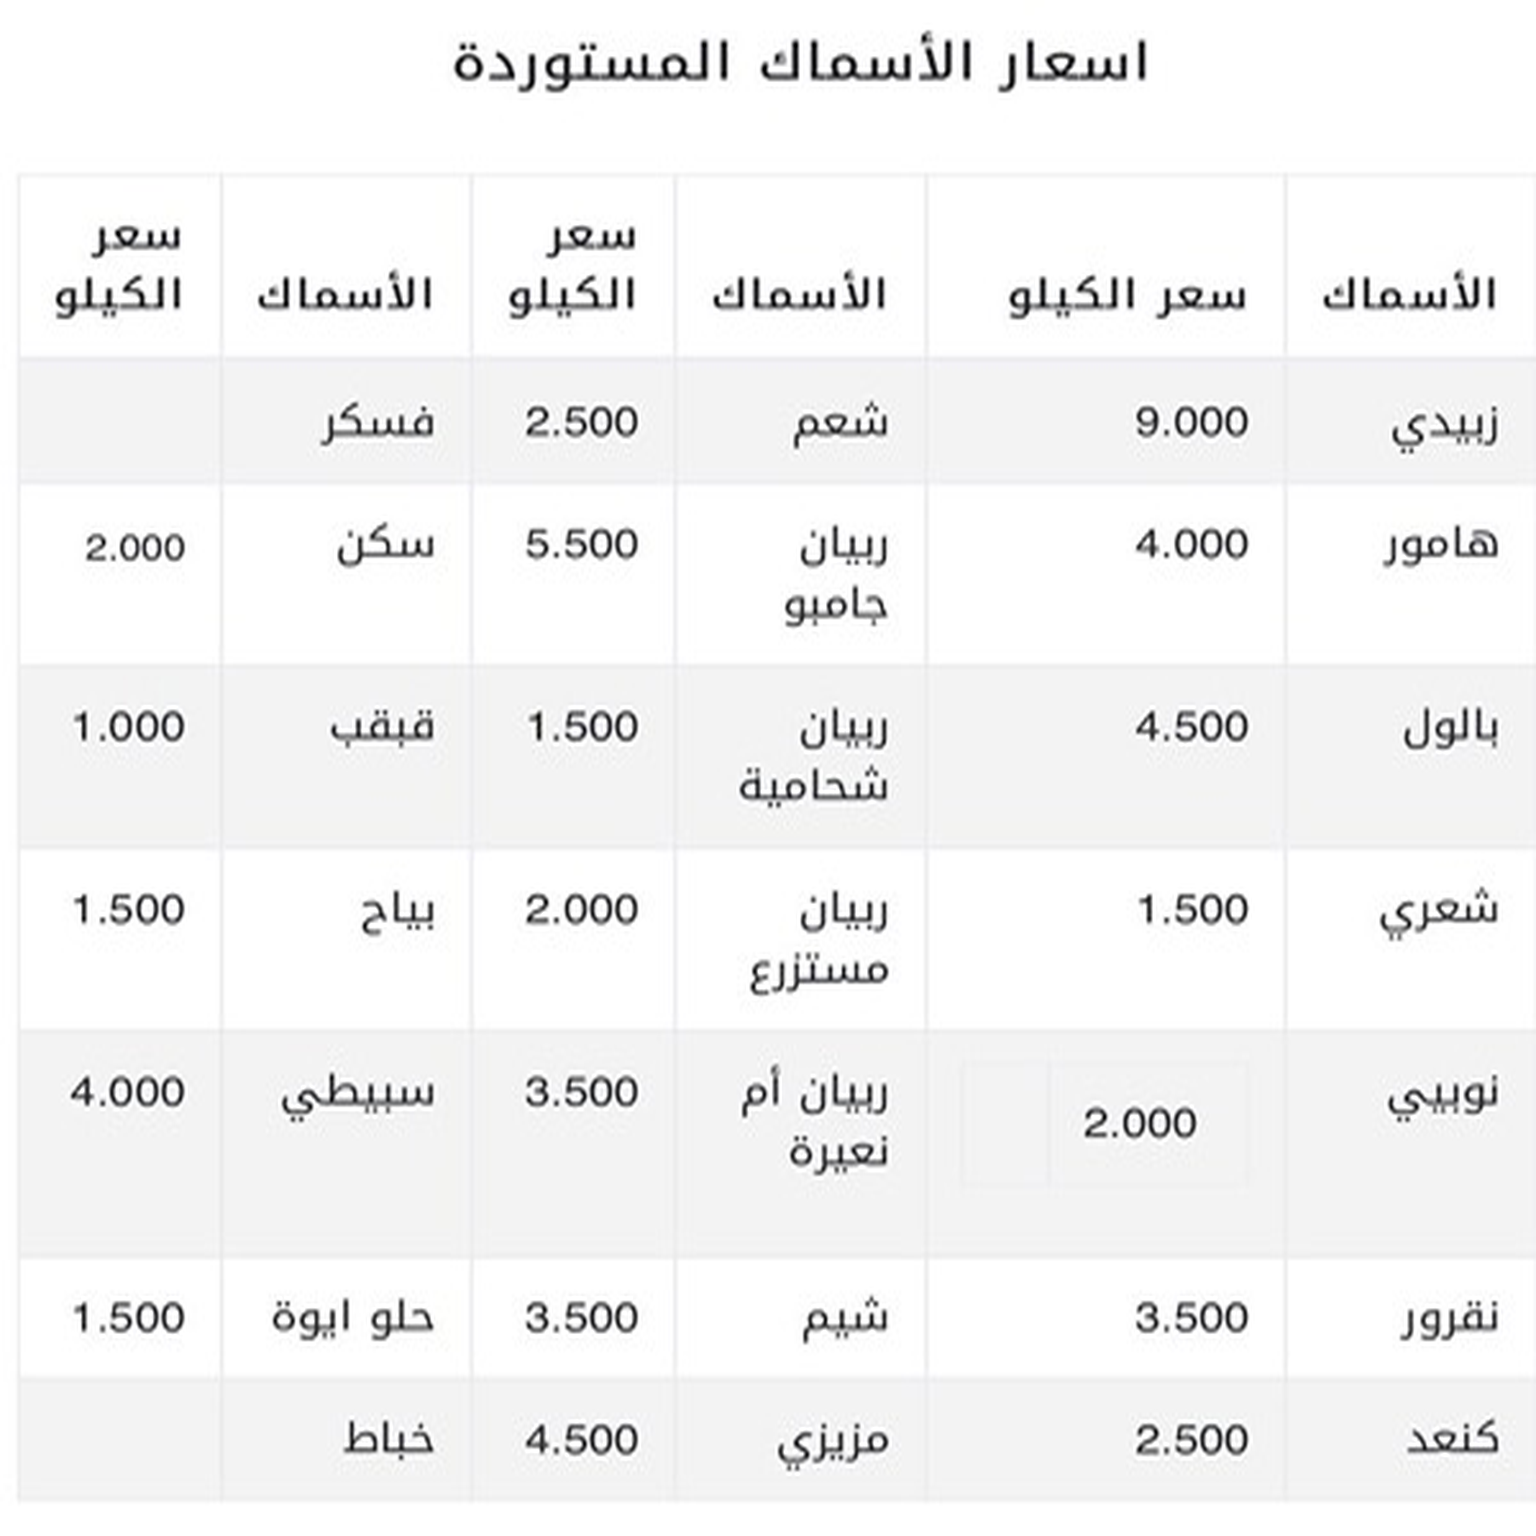 اسعار الأسماك المستوردة
الأسماك سعر الكيلو الأسماك سعر الكيلو الأسماك سعر الكيلو
زبيدي 9.000 شعم 2.500 فسكر
هامور 4.000 ربيان جامبو 5.500 سكن 2.000
بالول 4.500 ربيان شحامية 1.500 قبقب 1.000
شعري 1.500 ربيان مستزرع 2.000 بياح 1.500
نويبي 2.000 ربيان أم نعيرة 3.500 سبيطي 4.000
نقرور 3.500 شيم 3.500 حلو ايوة 1.500
كنعد 2.500 مزيزي 4.500 خباط